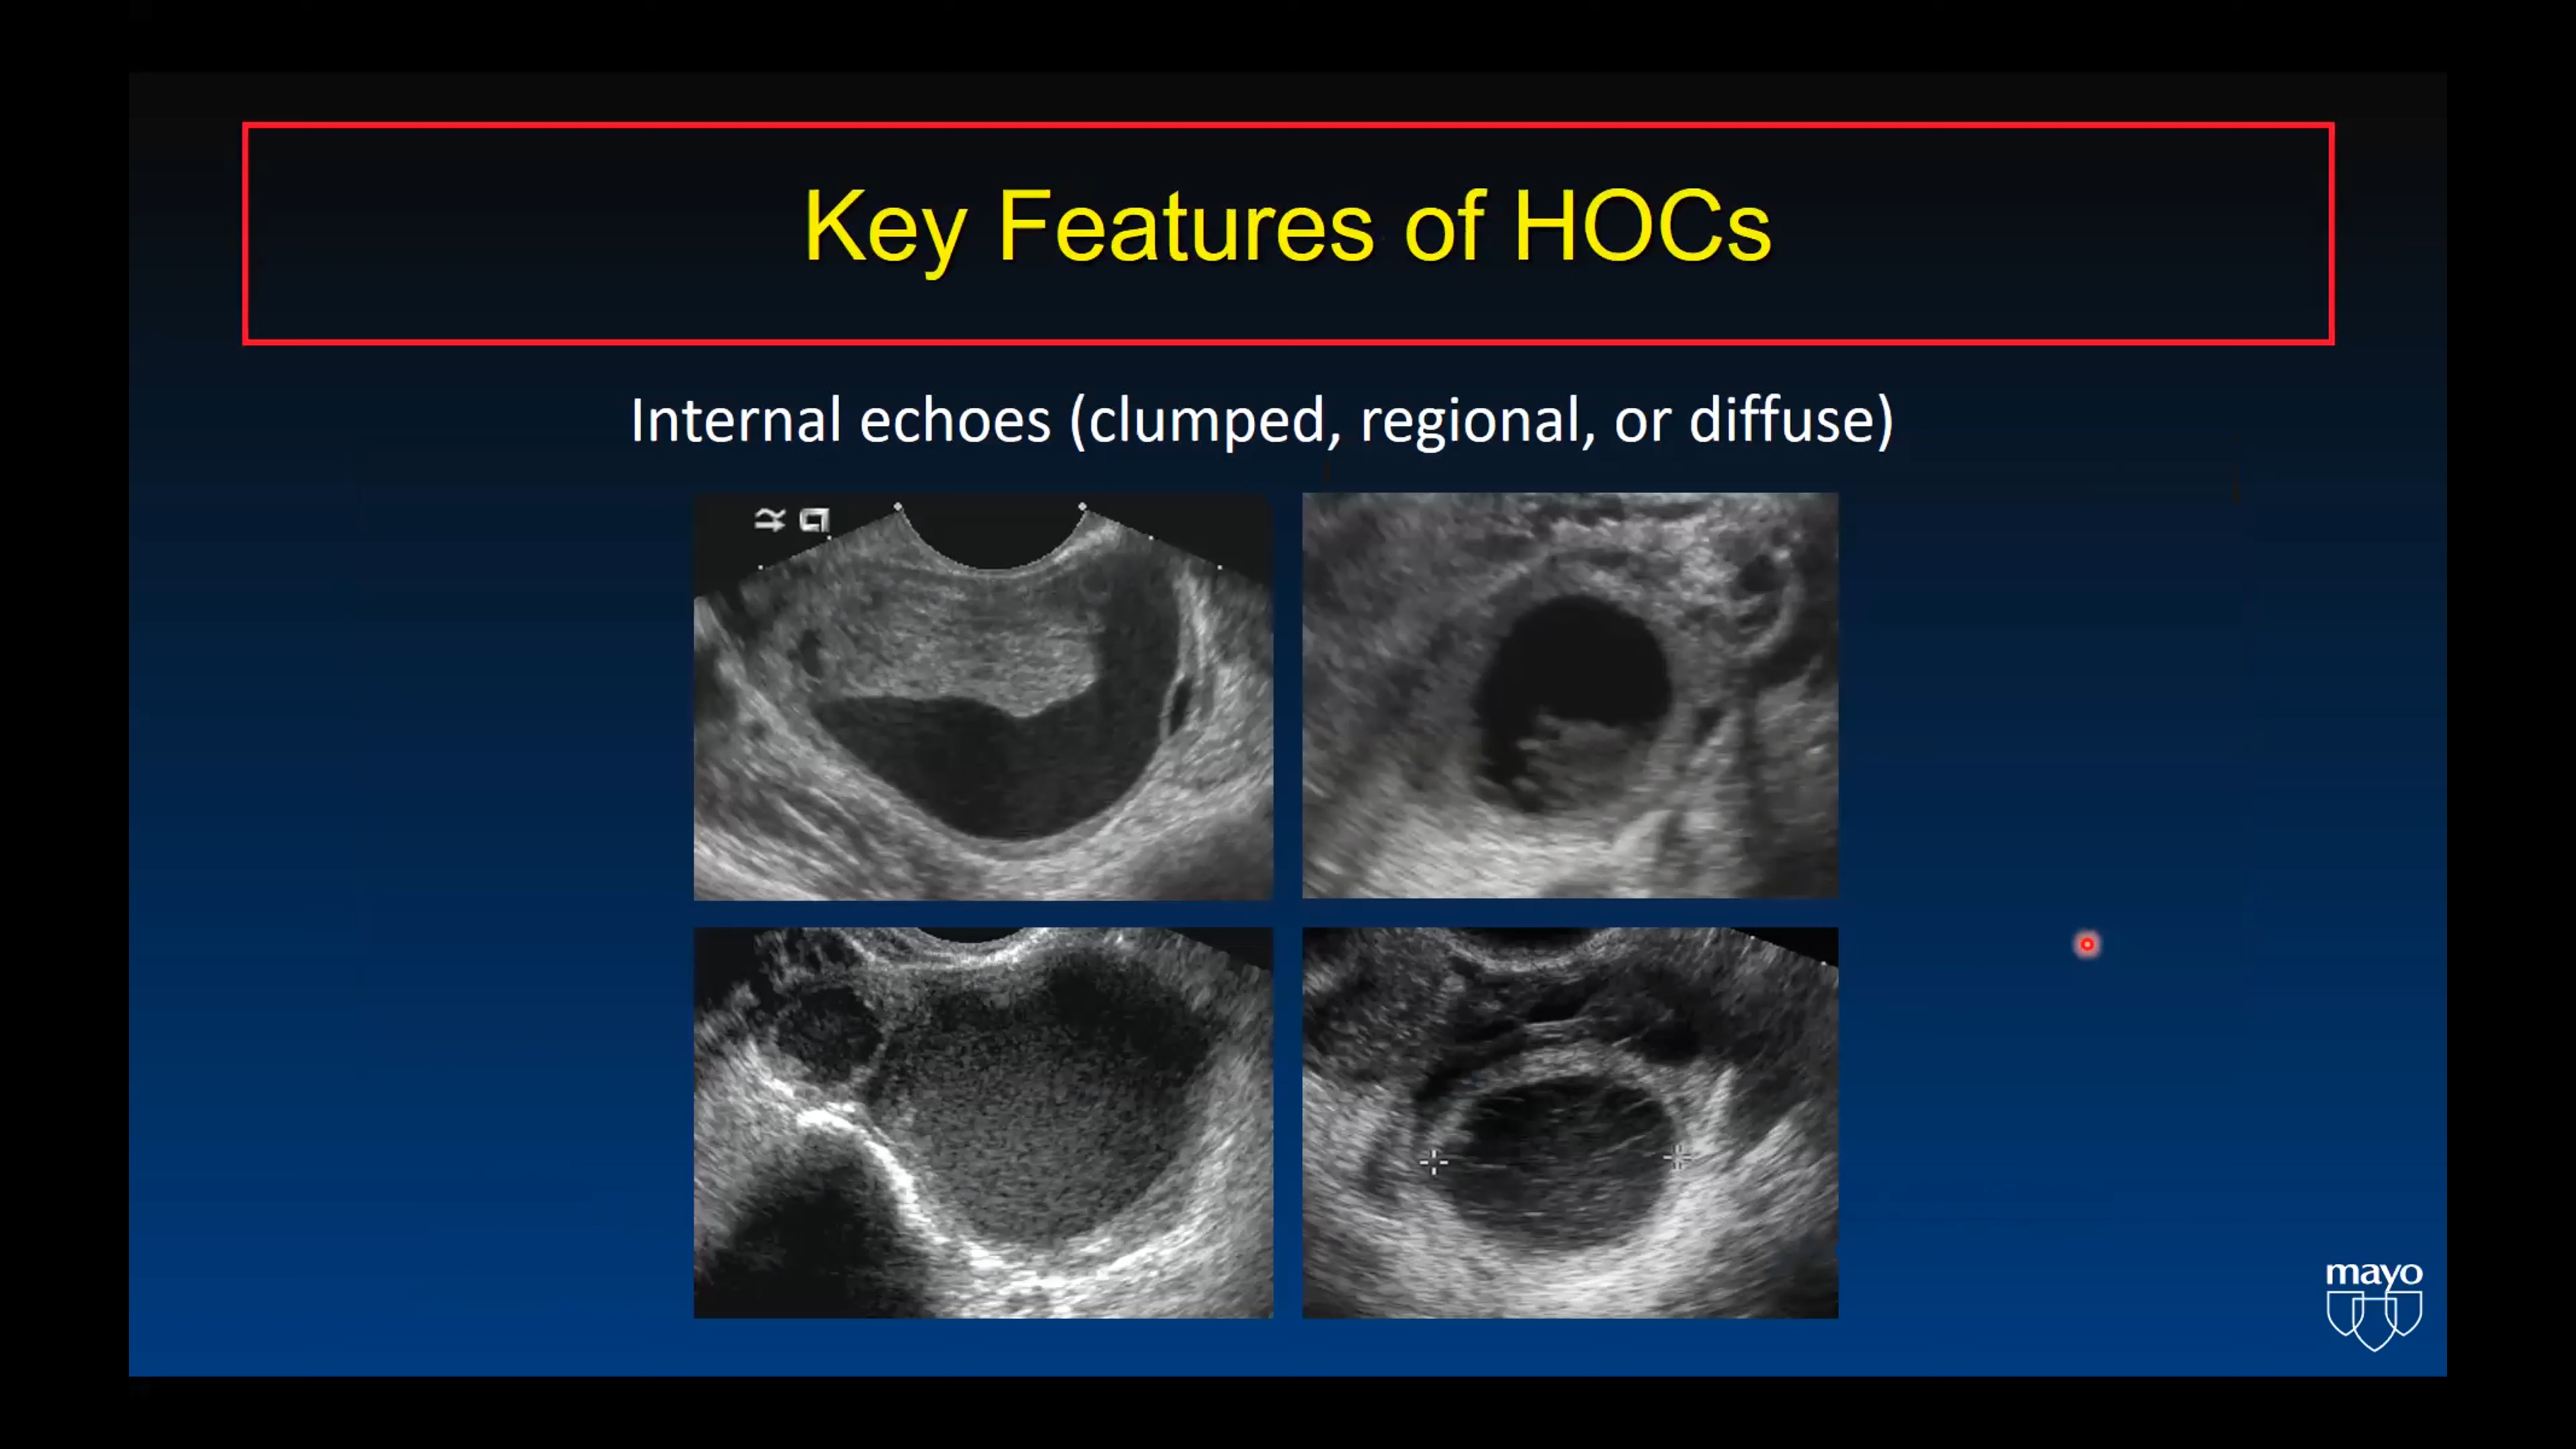 Key Features of HOCs
Internal echoes (clumped, regional, or diffuse)
mayo